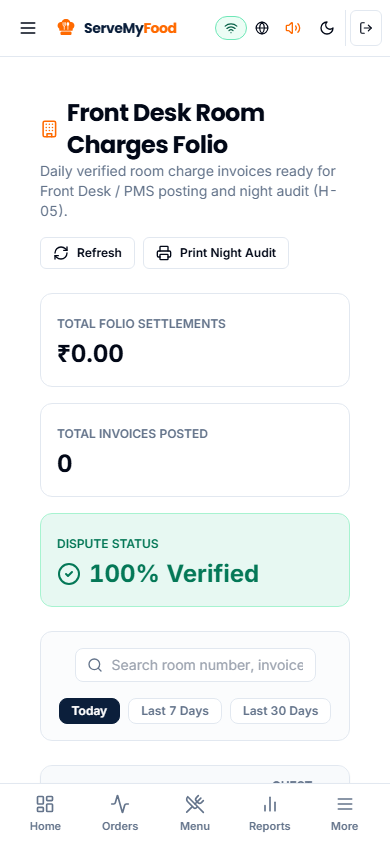 ServeMyFood
Front Desk Room
Charges Folio
Daily verified room charge invoices ready for
Front Desk / PMS posting and night audit (H-
05).
Refresh
Print Night Audit
TOTAL FOLIO SETTLEMENTS
₹0.00
TOTAL INVOICES POSTED
0
DISPUTE STATUS
100% Verified
Search room number, invoice
Today
Last 7 Days
Last 30 Days
Home
Orders
Menu
Reports
More